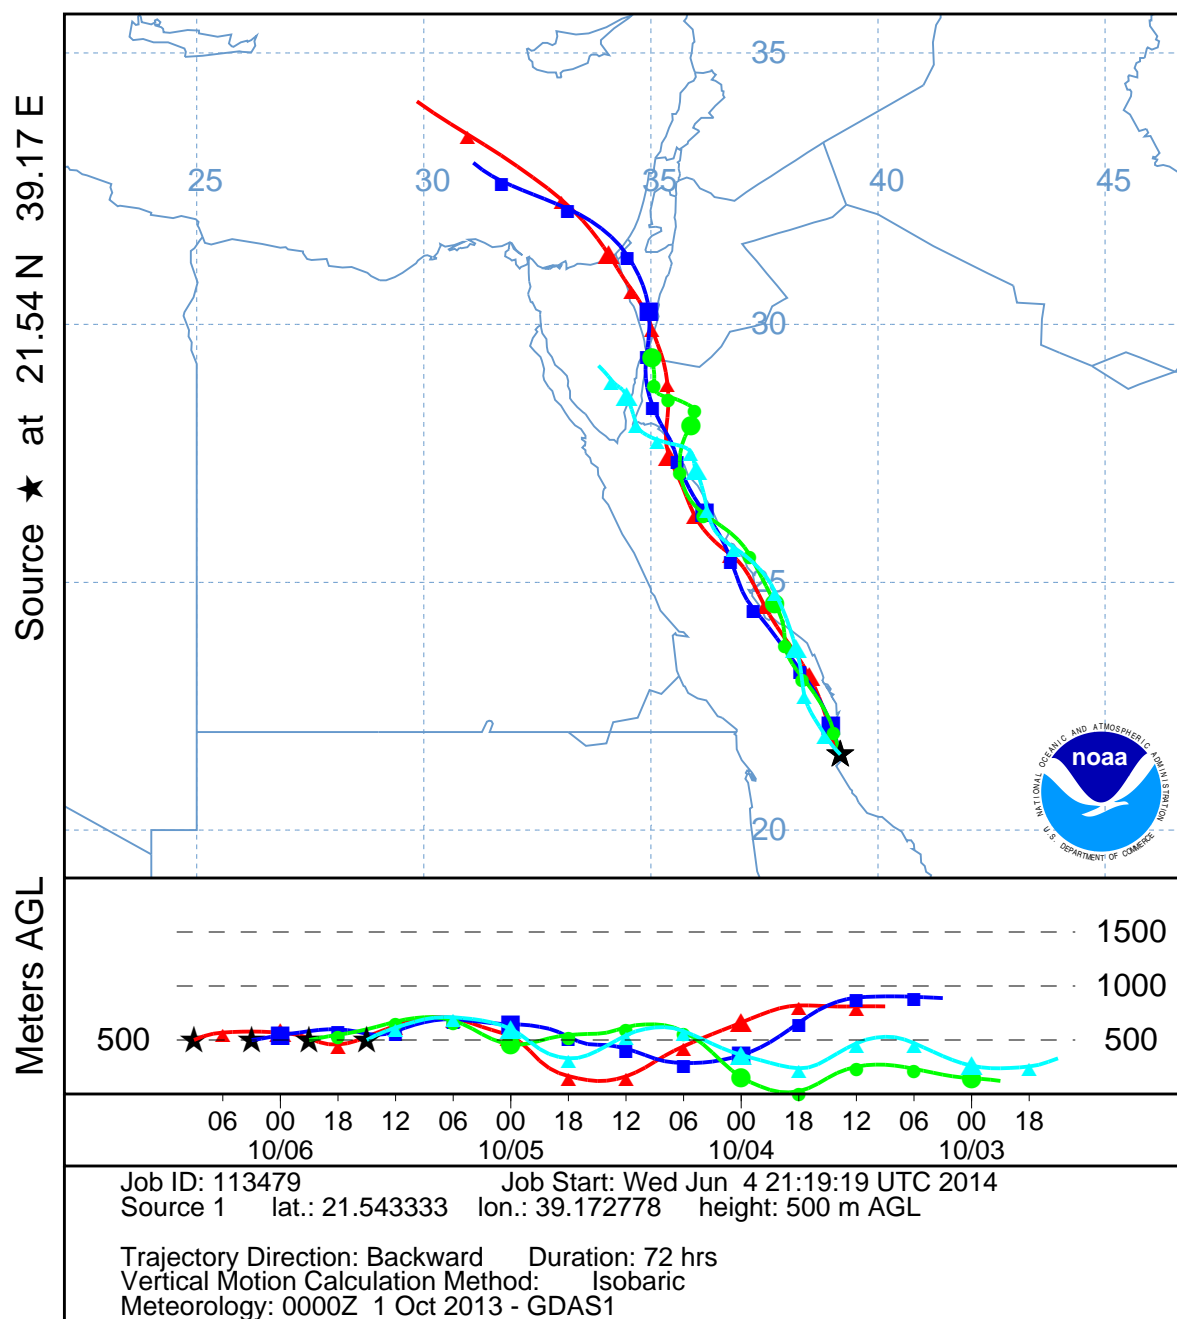 Source ★ at 21.54 N 39.17 E
35
25 30 35 40 45
30
25
20
NATIONAL OCEANIC AND ATMOSPHERIC ADMINISTRATION
noaa
U.S. DEPARTMENT OF COMMERCE
Meters AGL
1500
1000
500 500
06 00 18 12 06 00 18 12 06 00 18 12 06 00 18
10/06 10/05 10/04 10/03
Job ID: 113479 Job Start: Wed Jun 4 21:19:19 UTC 2014
Source 1 lat.: 21.543333 lon.: 39.172778 height: 500 m AGL
Trajectory Direction: Backward Duration: 72 hrs
Vertical Motion Calculation Method: Isobaric
Meteorology: 0000Z 1 Oct 2013 - GDAS1